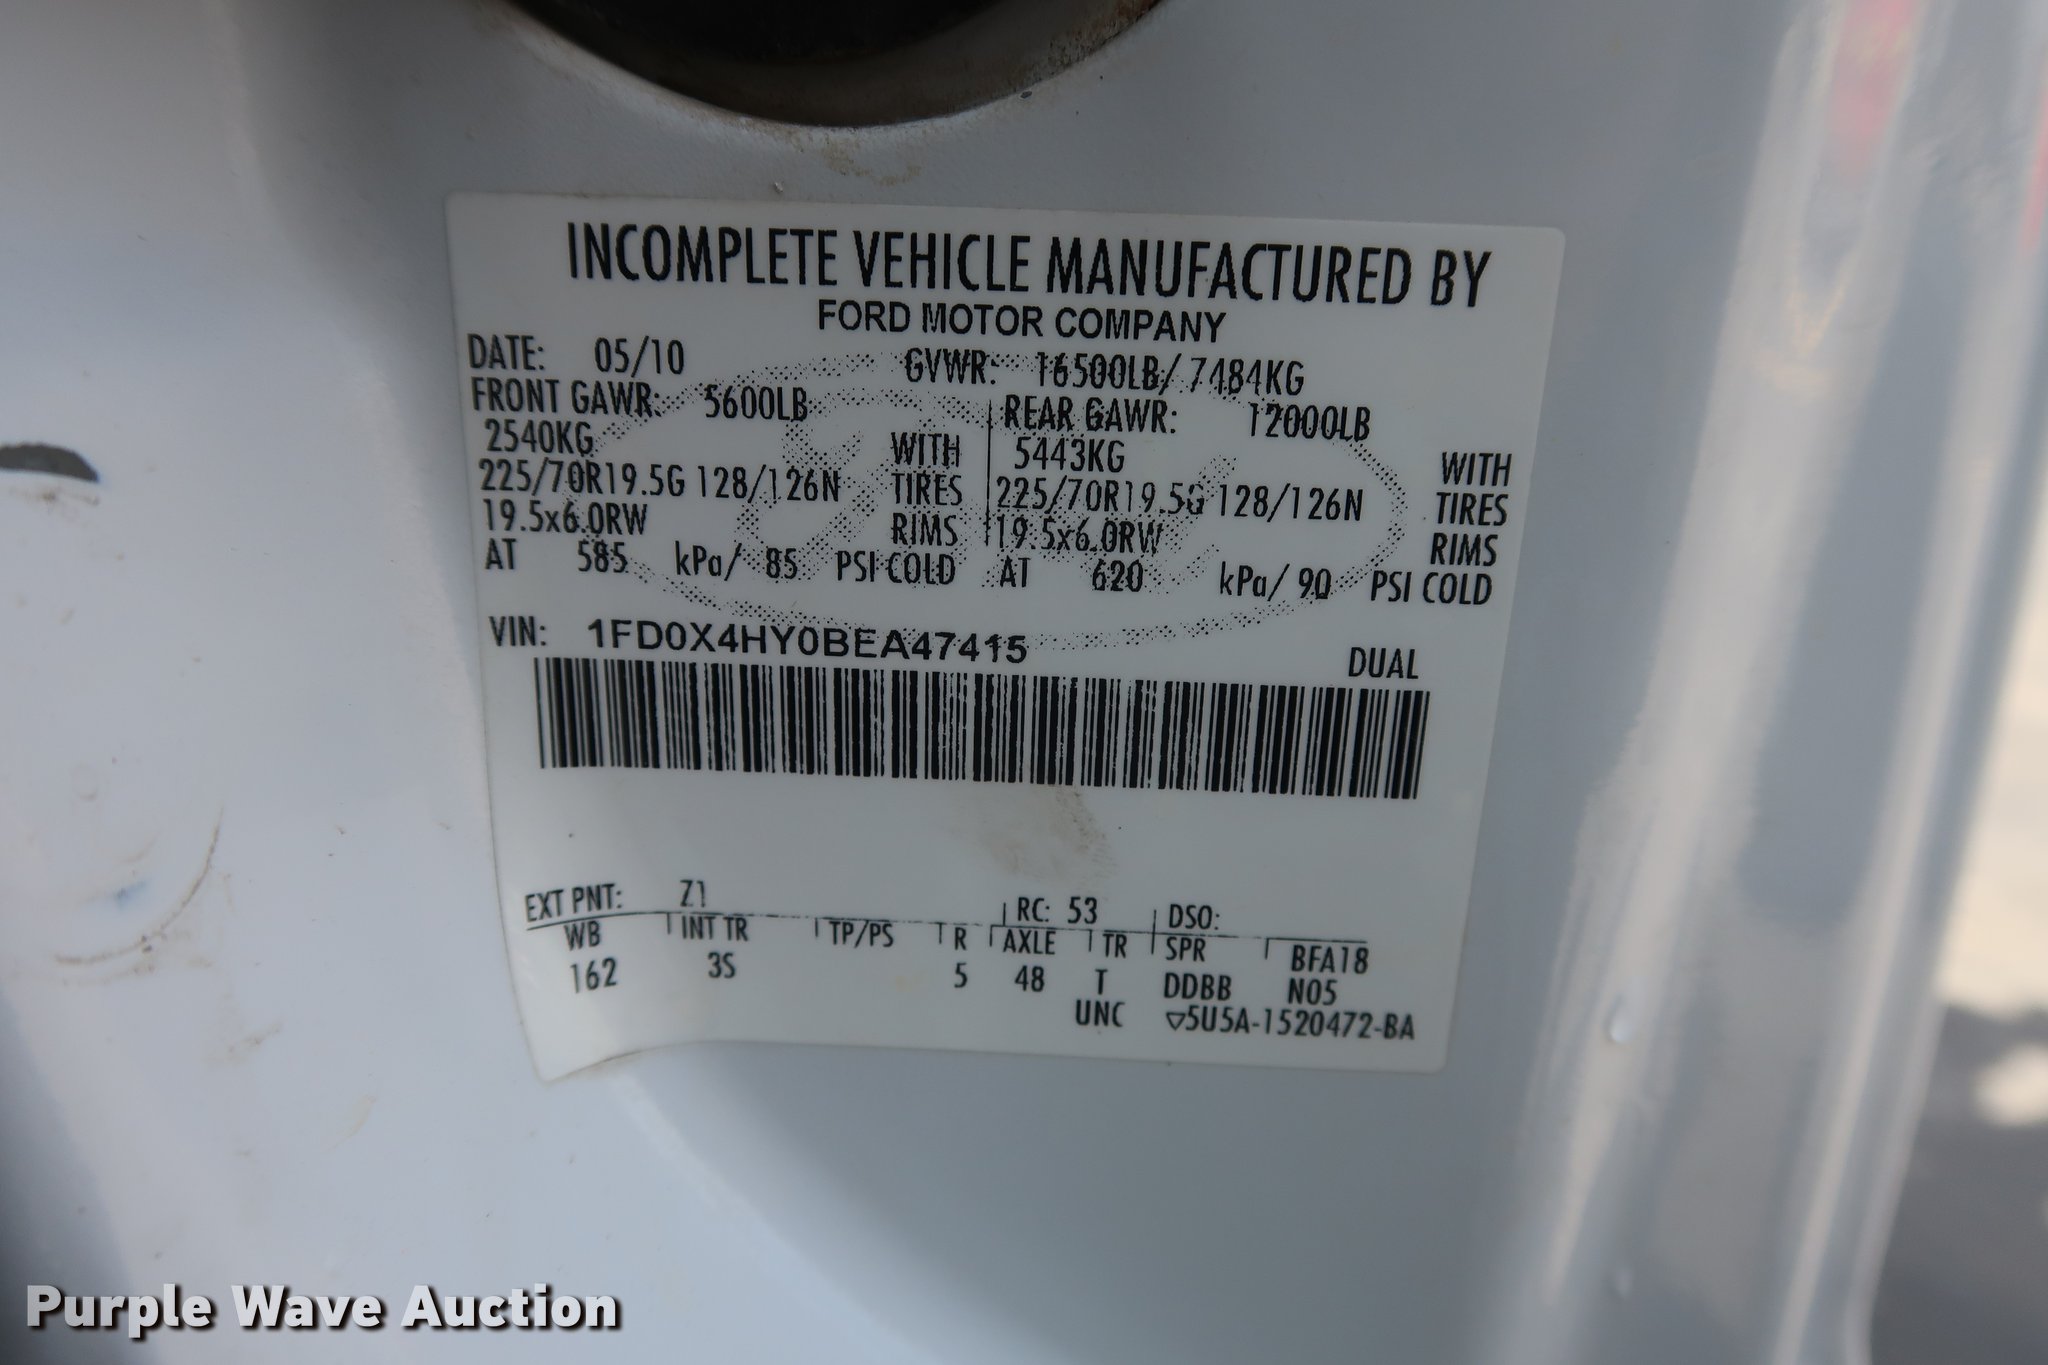 INCOMPLETE VEHICLE MANUFACTURED BY
FORD MOTOR COMPANY
DATE: 05/10 GVWR: 16500LB/ 7484KG
FRONT GAWR: 5600LB REAR GAWR: 12000LB
2540KG WITH 5443KG WITH
225/70R19.5G 128/126N TIRES 225/70R19.5G 128/126N TIRES
19.5x6.0RW RIMS 19.5x6.0RW RIMS
AT 585 kPa/ 85 PSI COLD AT 620 kPa/ 90 PSI COLD
VIN: 1FD0X4HY0BEA47415
DUAL
EXT PNT: Z1 RC: 53 DSO:
WB INT TR TP/PS R AXLE TR SPR BFA18
162 3S 5 48 T DDBB N05
UNC ▽5U5A-1520472-BA
Purple Wave Auction